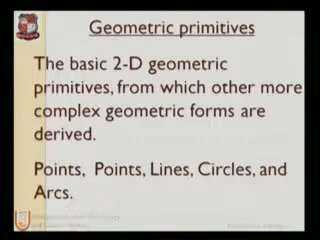 Geometric primitives
The basic 2-D geometric
primitives, from which other more
complex geometric forms are
derived.
Points, Points, Lines, Circles, and
Arcs.